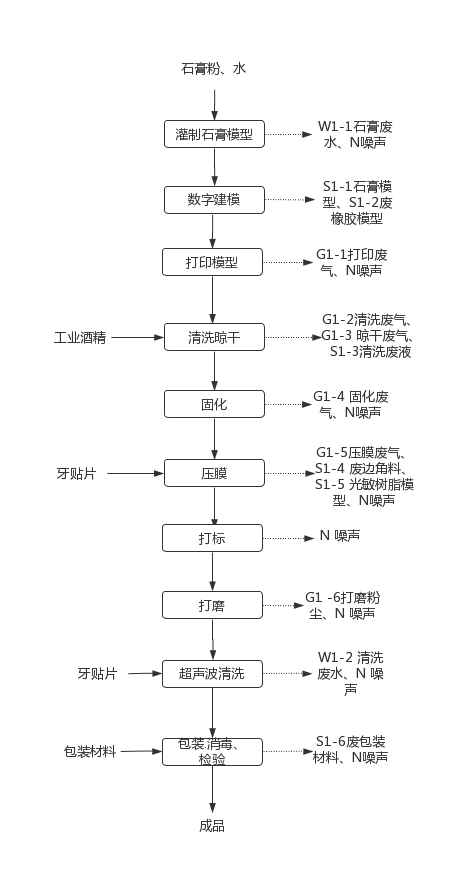 石膏粉、水
灌制石膏模型
W1-1石膏废
水、N噪声
数字建模
S1-1石膏模
型、S1-2废
橡胶模型
打印模型
G1-1打印废
气、N噪声
工业酒精
清洗晾干
G1-2清洗废气、
G1-3 晾干废气、
S1-3清洗废液
固化
G1-4 固化废
气、N噪声
牙贴片
压膜
G1-5压膜废气、
S1-4 废边角料、
S1-5 光敏树脂模
型、N噪声
打标
N 噪声
打磨
G1 -6打磨粉
尘、N 噪声
牙贴片
超声波清洗
W1-2 清洗
废水、N 噪
声
包装材料
包装.消毒、
检验
S1-6废包装
材料、N噪声
成品